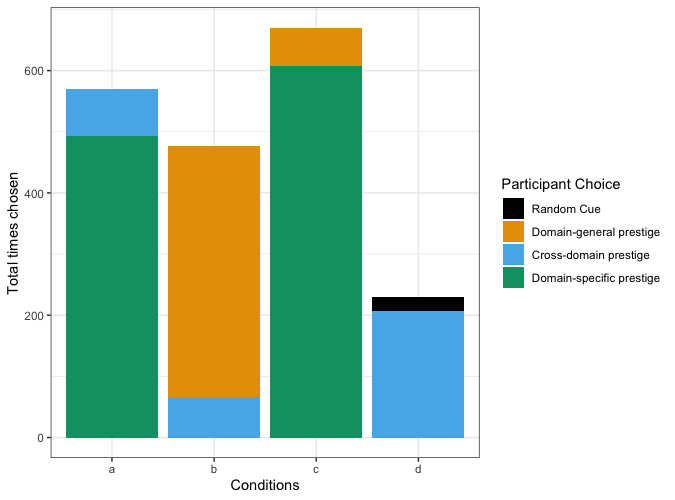 Total times chosen
600
400
200
0
a b c d
Conditions
Participant Choice
Random Cue
Domain-general prestige
Cross-domain prestige
Domain-specific prestige